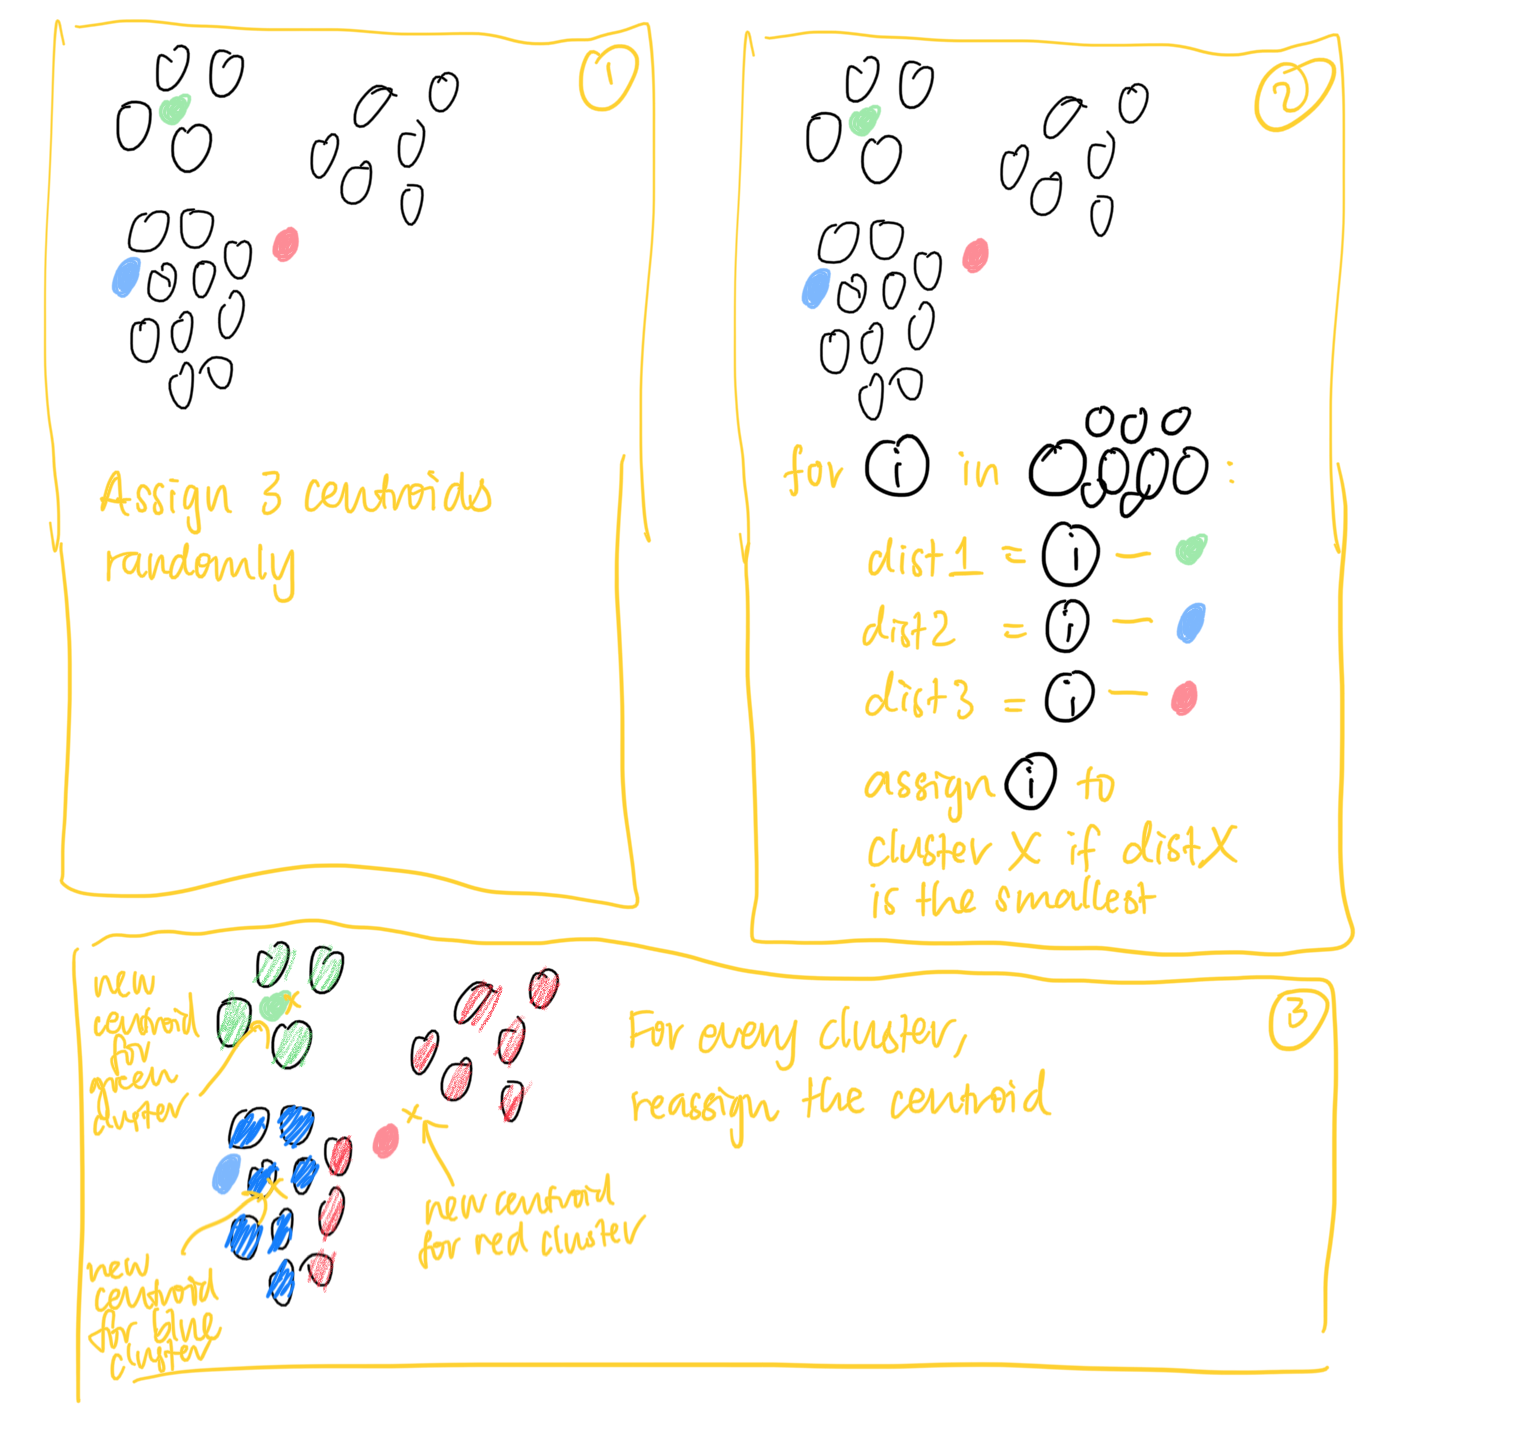 1
Assign 3 centroids
randomly
2
for i in :
dist1 = i –
dist2 = i –
dist3 = i –
assign i to
cluster X if distX
is the smallest
3
new
centroid
for
green
cluster
For every cluster,
reassign the centroid
new centroid
for red cluster
new
centroid
for blue
cluster